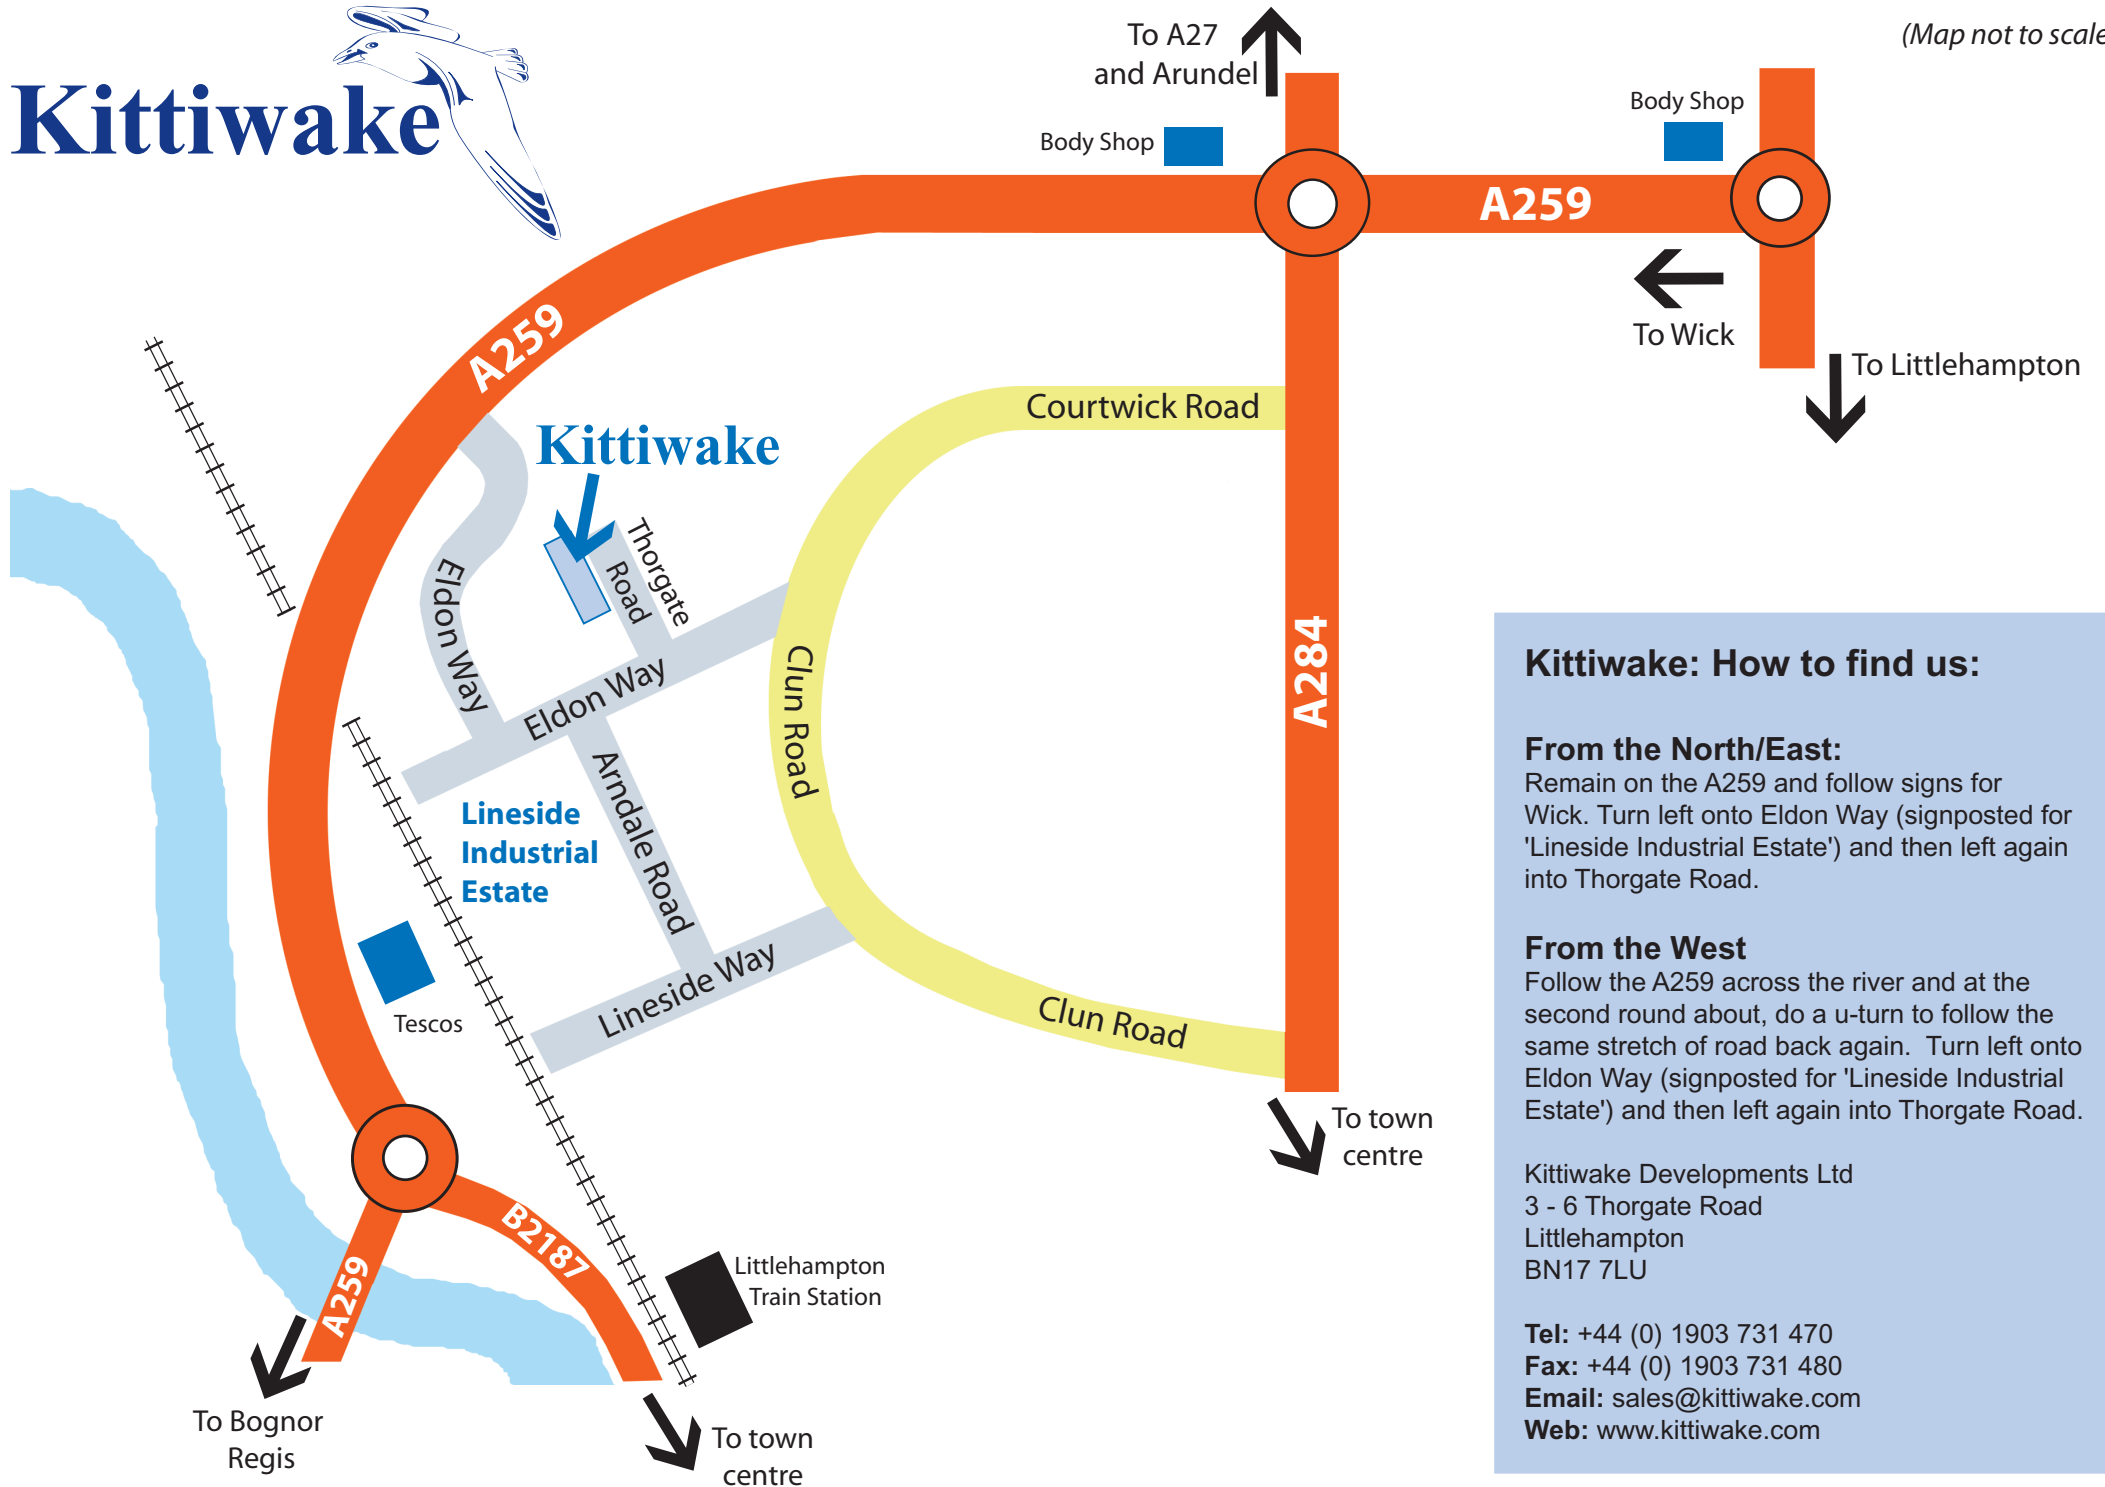 Kittiwake
To A27
and Arundel
(Map not to scale
Body Shop
Body Shop
A259
A259
To Wick
To Littlehampton
Courtwick Road
Kittiwake
Thorgate
Road
Eldon Way
Eldon Way
Clun Road
A284
Arndale Road
Lineside
Industrial
Estate
Lineside Way
Tescos
Clun Road
To town
centre
B2187
A259
Littlehampton
Train Station
To Bognor
Regis
To town
centre
Kittiwake: How to find us:
From the North/East:
Remain on the A259 and follow signs for
Wick. Turn left onto Eldon Way (signposted for
'Lineside Industrial Estate') and then left again
into Thorgate Road.
From the West
Follow the A259 across the river and at the
second round about, do a u-turn to follow the
same stretch of road back again.  Turn left onto
Eldon Way (signposted for 'Lineside Industrial
Estate') and then left again into Thorgate Road.
Kittiwake Developments Ltd
3 - 6 Thorgate Road
Littlehampton
BN17 7LU
Tel: +44 (0) 1903 731 470
Fax: +44 (0) 1903 731 480
Email: sales@kittiwake.com
Web: www.kittiwake.com